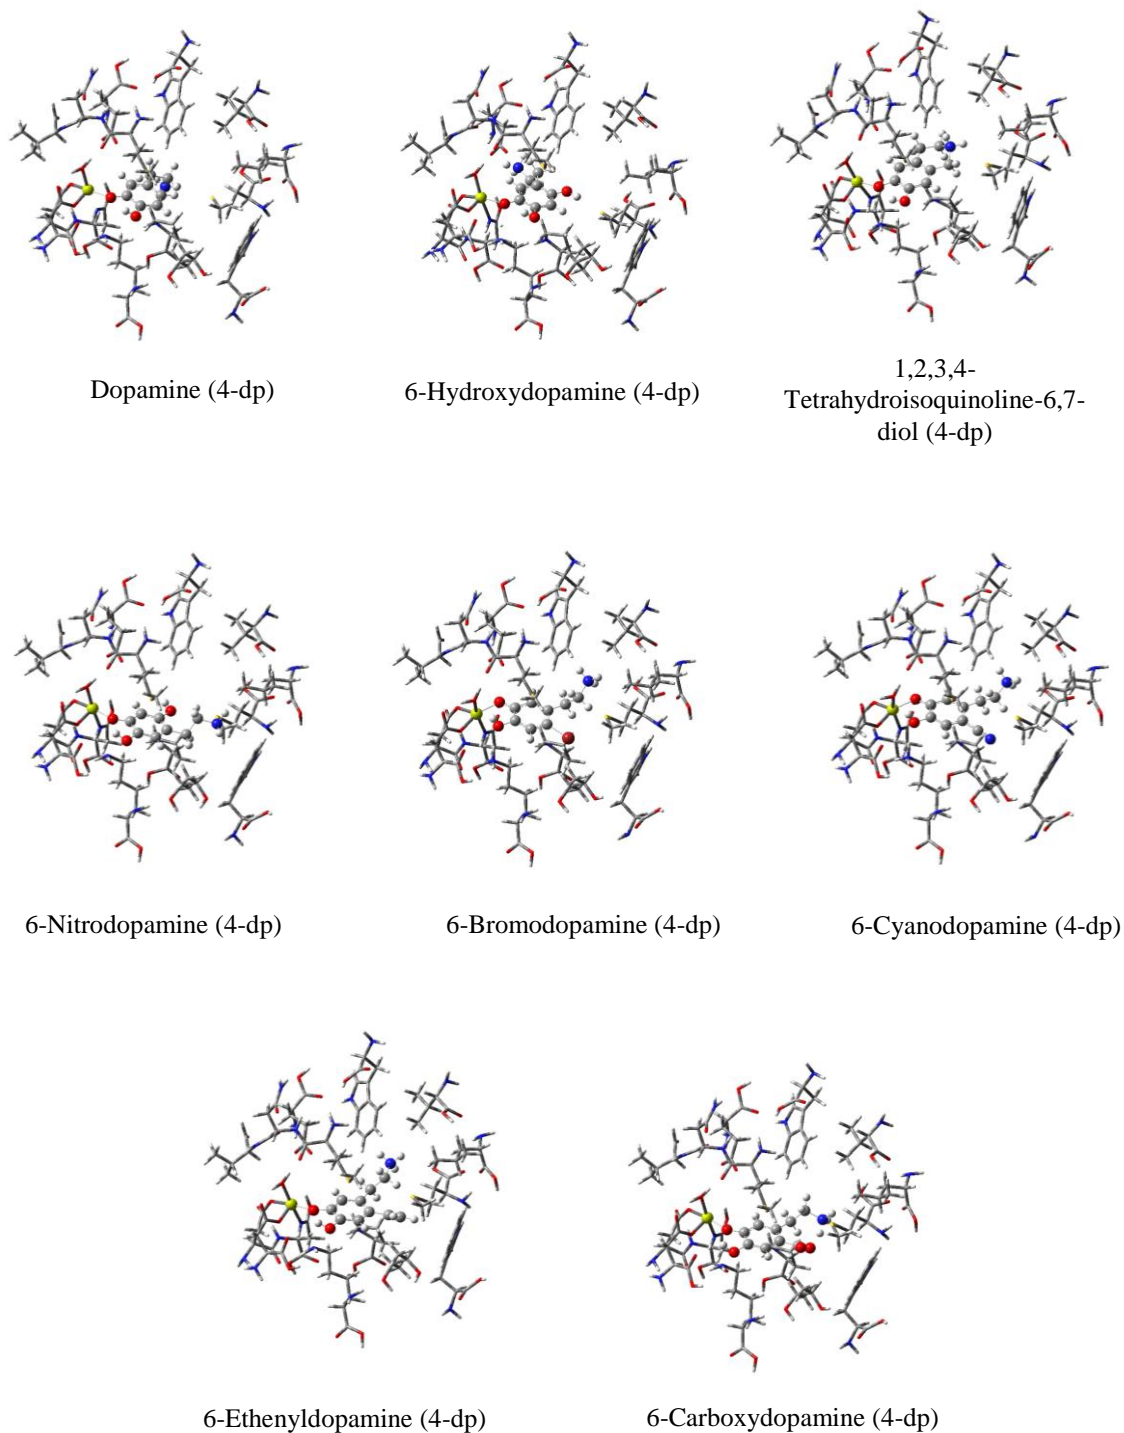 Dopamine (4-dp)
6-Hydroxydopamine (4-dp)
1,2,3,4-
Tetrahydroisoquinoline-6,7-
diol (4-dp)
6-Nitrodopamine (4-dp)
6-Bromodopamine (4-dp)
6-Cyanodopamine (4-dp)
6-Ethenyldopamine (4-dp)
6-Carboxydopamine (4-dp)